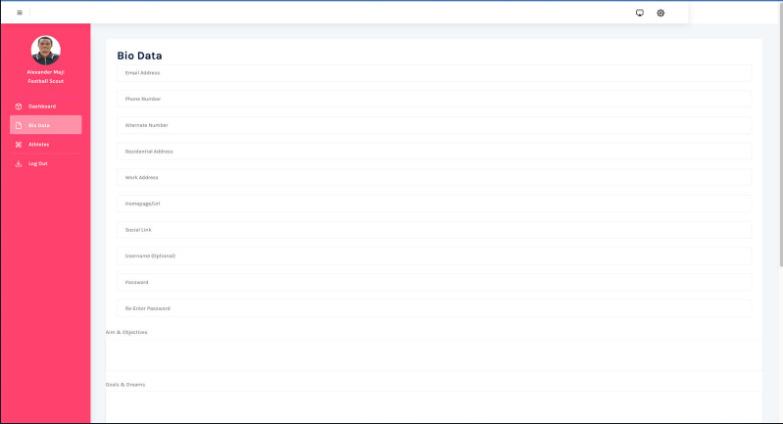 Alexander Moji
Football Scout
Dashboard
Bio Data
Athletes
Log Out
Bio Data
Email Address
Phone Number
Alternate Number
Residential Address
Work Address
Homepage/Url
Social Link
Username (Optional)
Password
Re-Enter Password
Aim & Objectives
Goals & Dreams